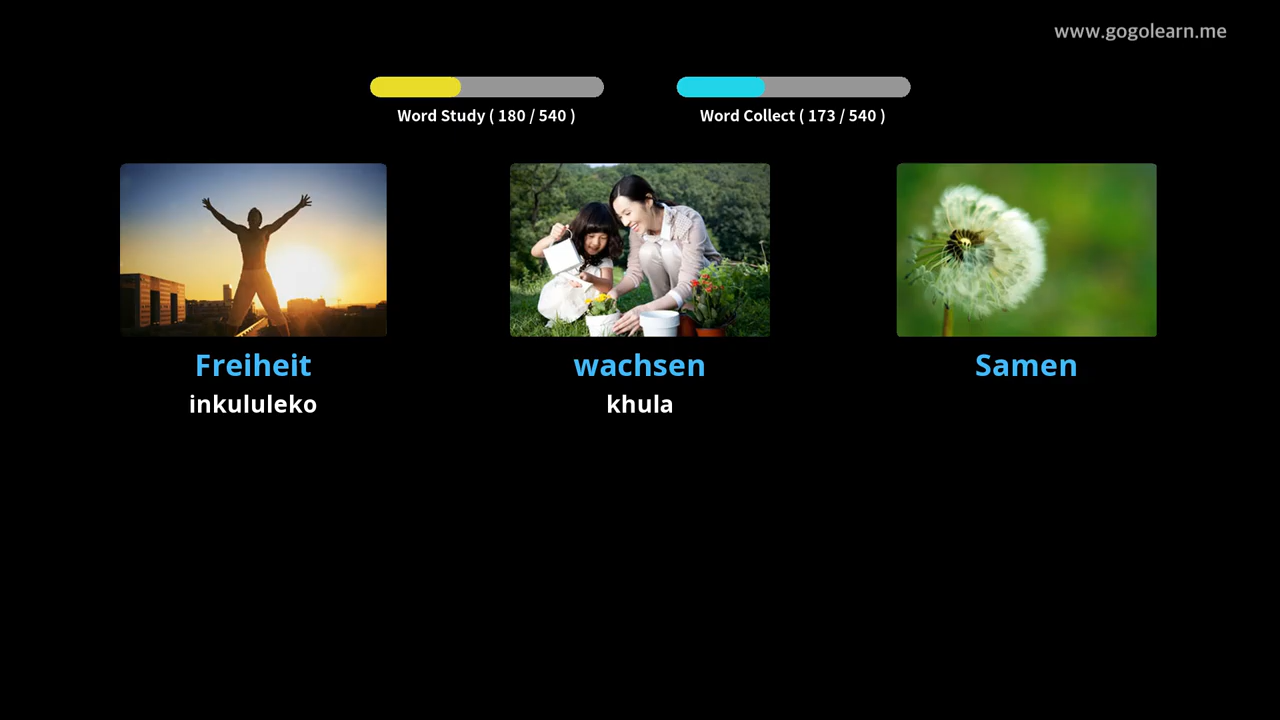 www.gogolearn.me
Word Study ( 180 / 540 )
Word Collect ( 173 / 540 )
Freiheit
inkululeko
wachsen
khula
Samen